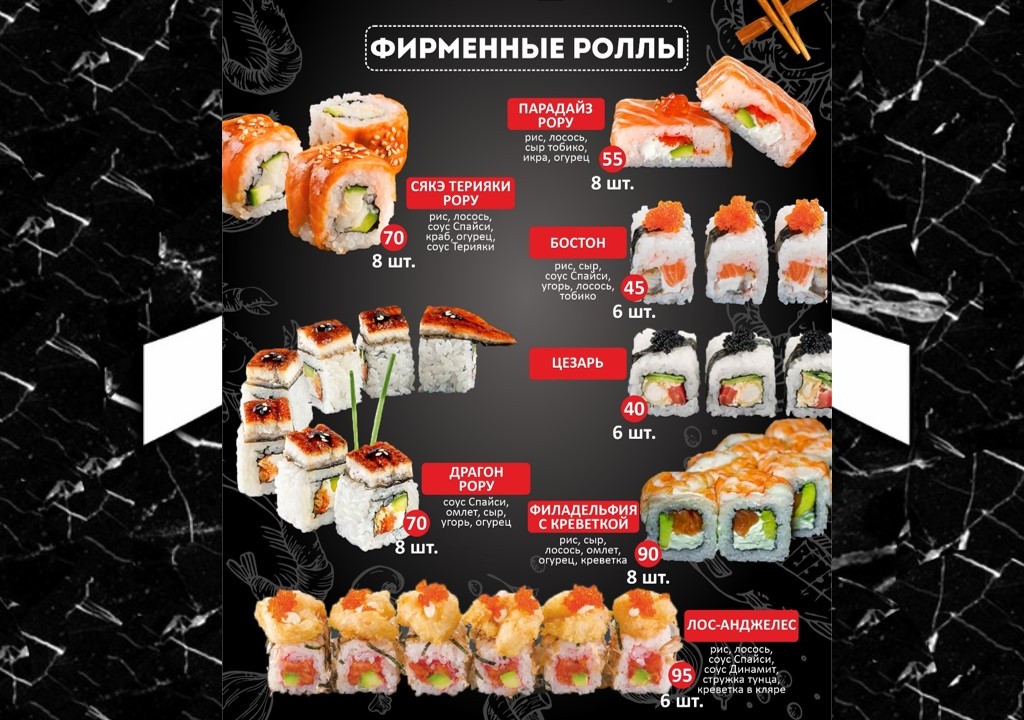 ФИРМЕННЫЕ РОЛЛЫ
ПАРАДАЙЗ
РОРУ
рис, лосось,
сыр тобико,
икра, огурец
55
8 шт.
СЯКЭ ТЕРИЯКИ
РОРУ
рис, лосось,
соус Спайси,
краб, огурец,
соус Терияки
70
8 шт.
БОСТОН
рис, сыр,
соус Спайси,
угорь, лосось,
тобико
45
6 шт.
ЦЕЗАРЬ
40
6 шт.
ДРАГОН
РОРУ
соус Спайси,
омлет, сыр,
угорь, огурец
70
8 шт.
ФИЛАДЕЛЬФИЯ
С КРЕВЕТКОЙ
рис, сыр,
лосось, омлет,
огурец, креветка
90
8 шт.
ЛОС-АНДЖЕЛЕС
рис, лосось,
соус Спайси,
соус Динамит,
стружка тунца,
креветка в кляре
95
6 шт.